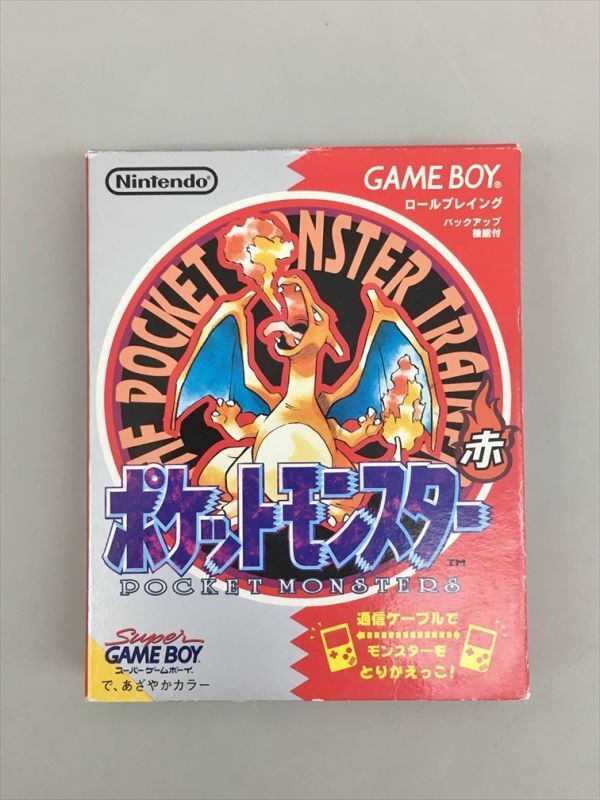 Nintendo®
GAME BOY®
ロールプレイング
バックアップ
機能付
POCKET MONSTER TRAINE
赤
ポケットモンスター
TM
POCKET MONSTERS
Super
GAME BOY
スーパーゲームボーイ
で、あざやかカラー
通信ケーブルで
モンスターを
とりかえっこ!